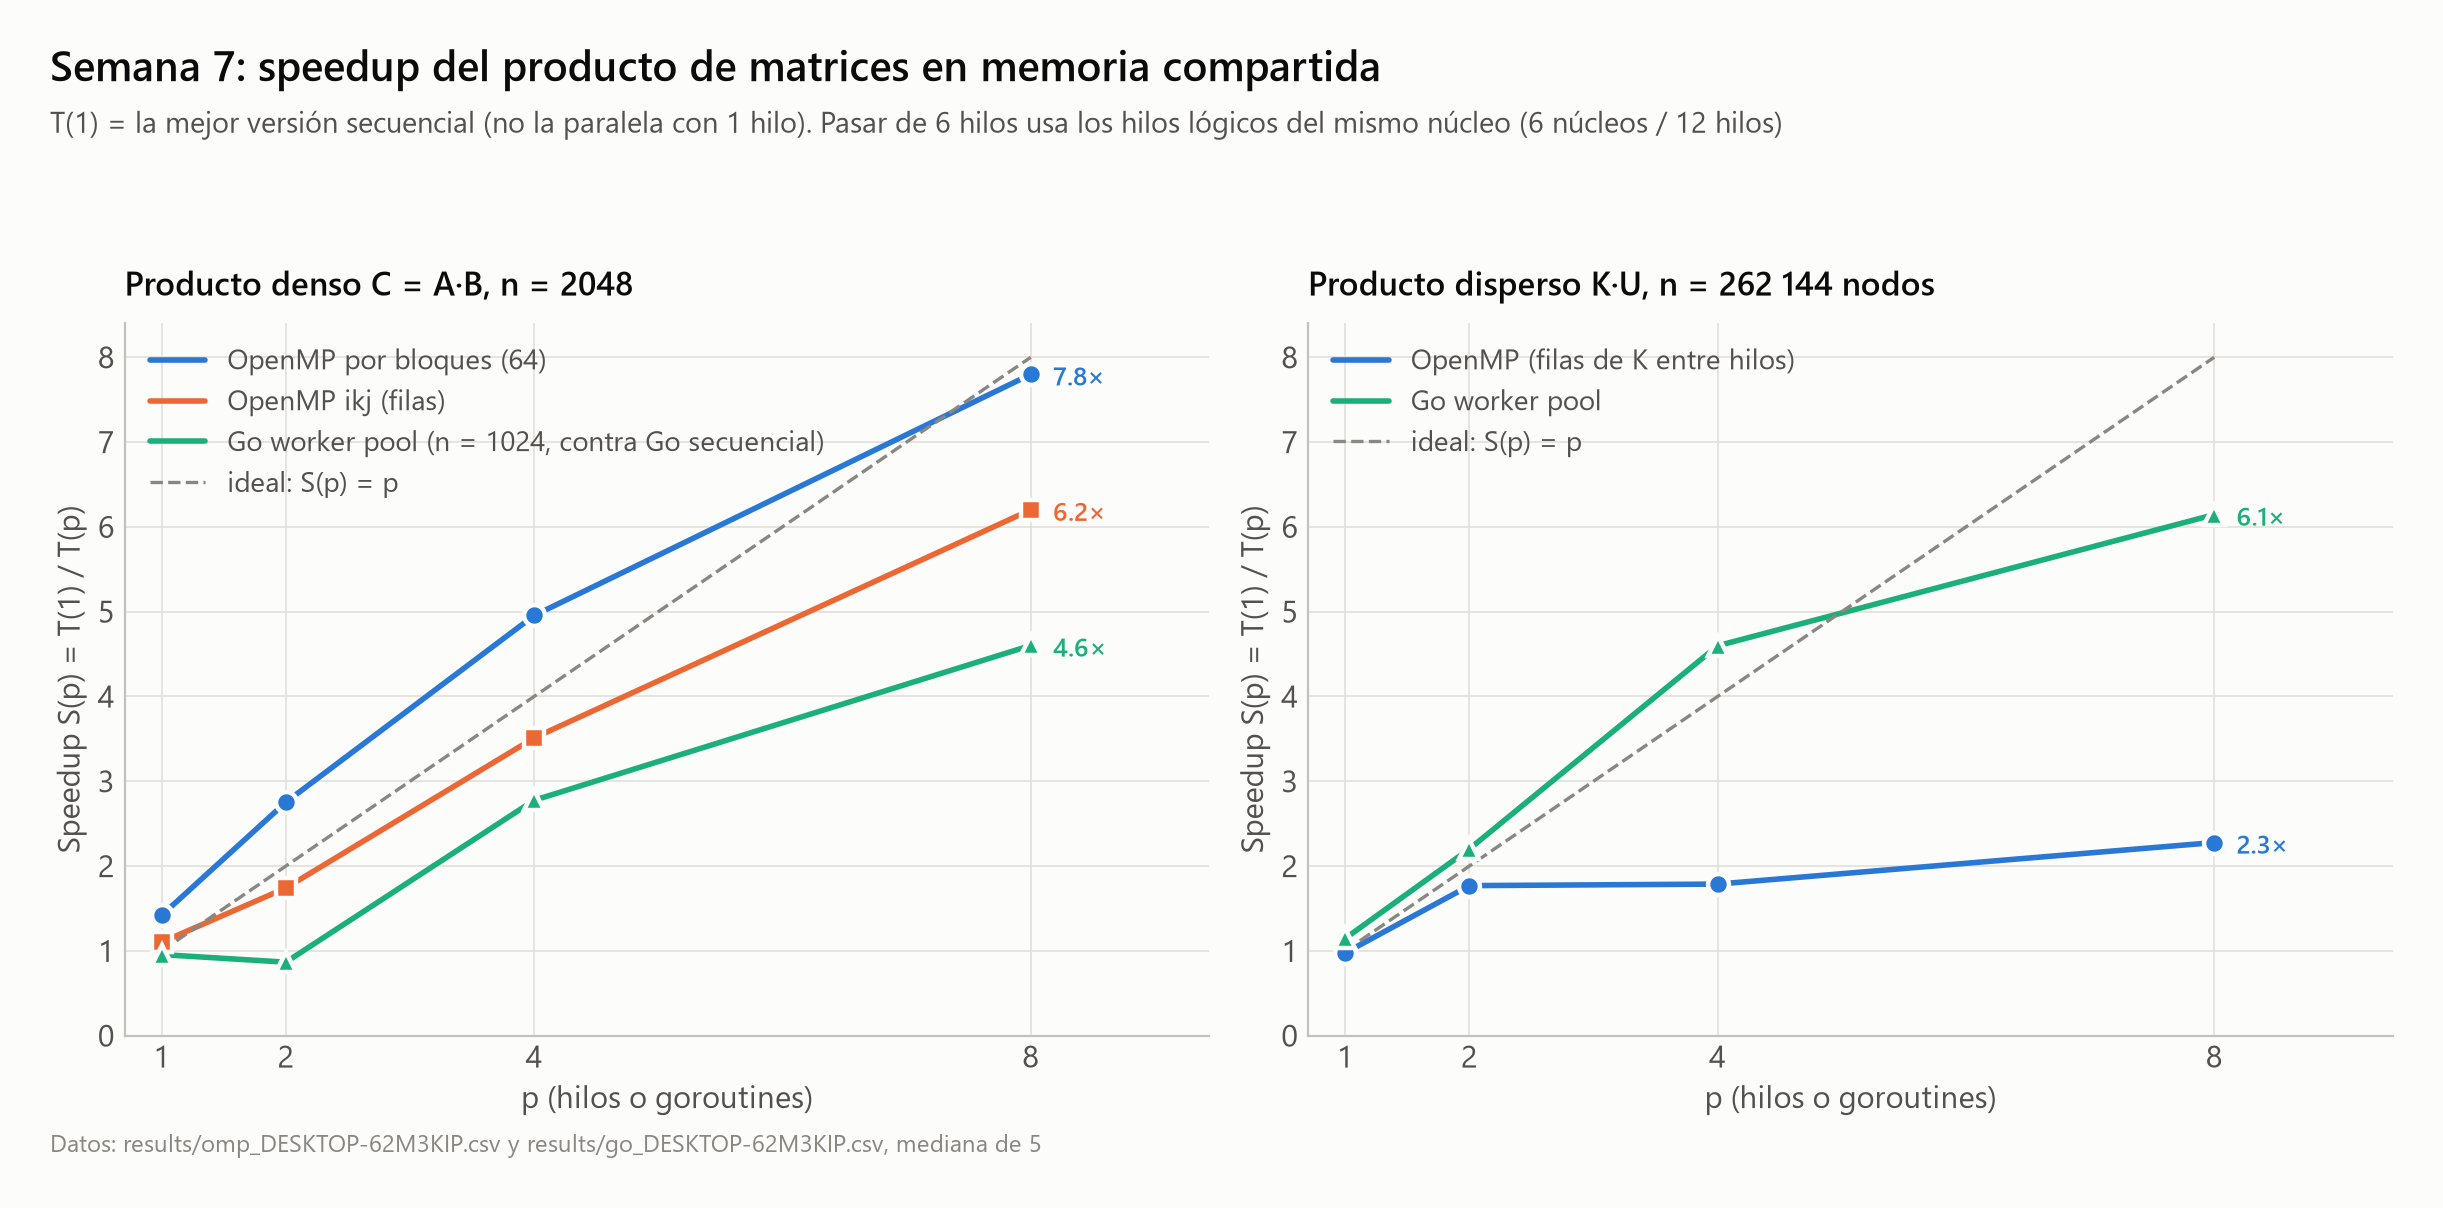 Semana 7: speedup del producto de matrices en memoria compartida
T(1) = la mejor versión secuencial (no la paralela con 1 hilo). Pasar de 6 hilos usa los hilos lógicos del mismo núcleo (6 núcleos / 12 hilos)
Producto denso C = A·B, n = 2048
OpenMP por bloques (64)
OpenMP ikj (filas)
Go worker pool (n = 1024, contra Go secuencial)
ideal: S(p) = p
7.8×
6.2×
4.6×
Speedup S(p) = T(1) / T(p)
8
7
6
5
4
3
2
1
0
1 2 4 8
p (hilos o goroutines)
Producto disperso K·U, n = 262 144 nodos
OpenMP (filas de K entre hilos)
Go worker pool
ideal: S(p) = p
6.1×
2.3×
Speedup S(p) = T(1) / T(p)
8
7
6
5
4
3
2
1
0
1 2 4 8
p (hilos o goroutines)
Datos: results/omp_DESKTOP-62M3KIP.csv y results/go_DESKTOP-62M3KIP.csv, mediana de 5